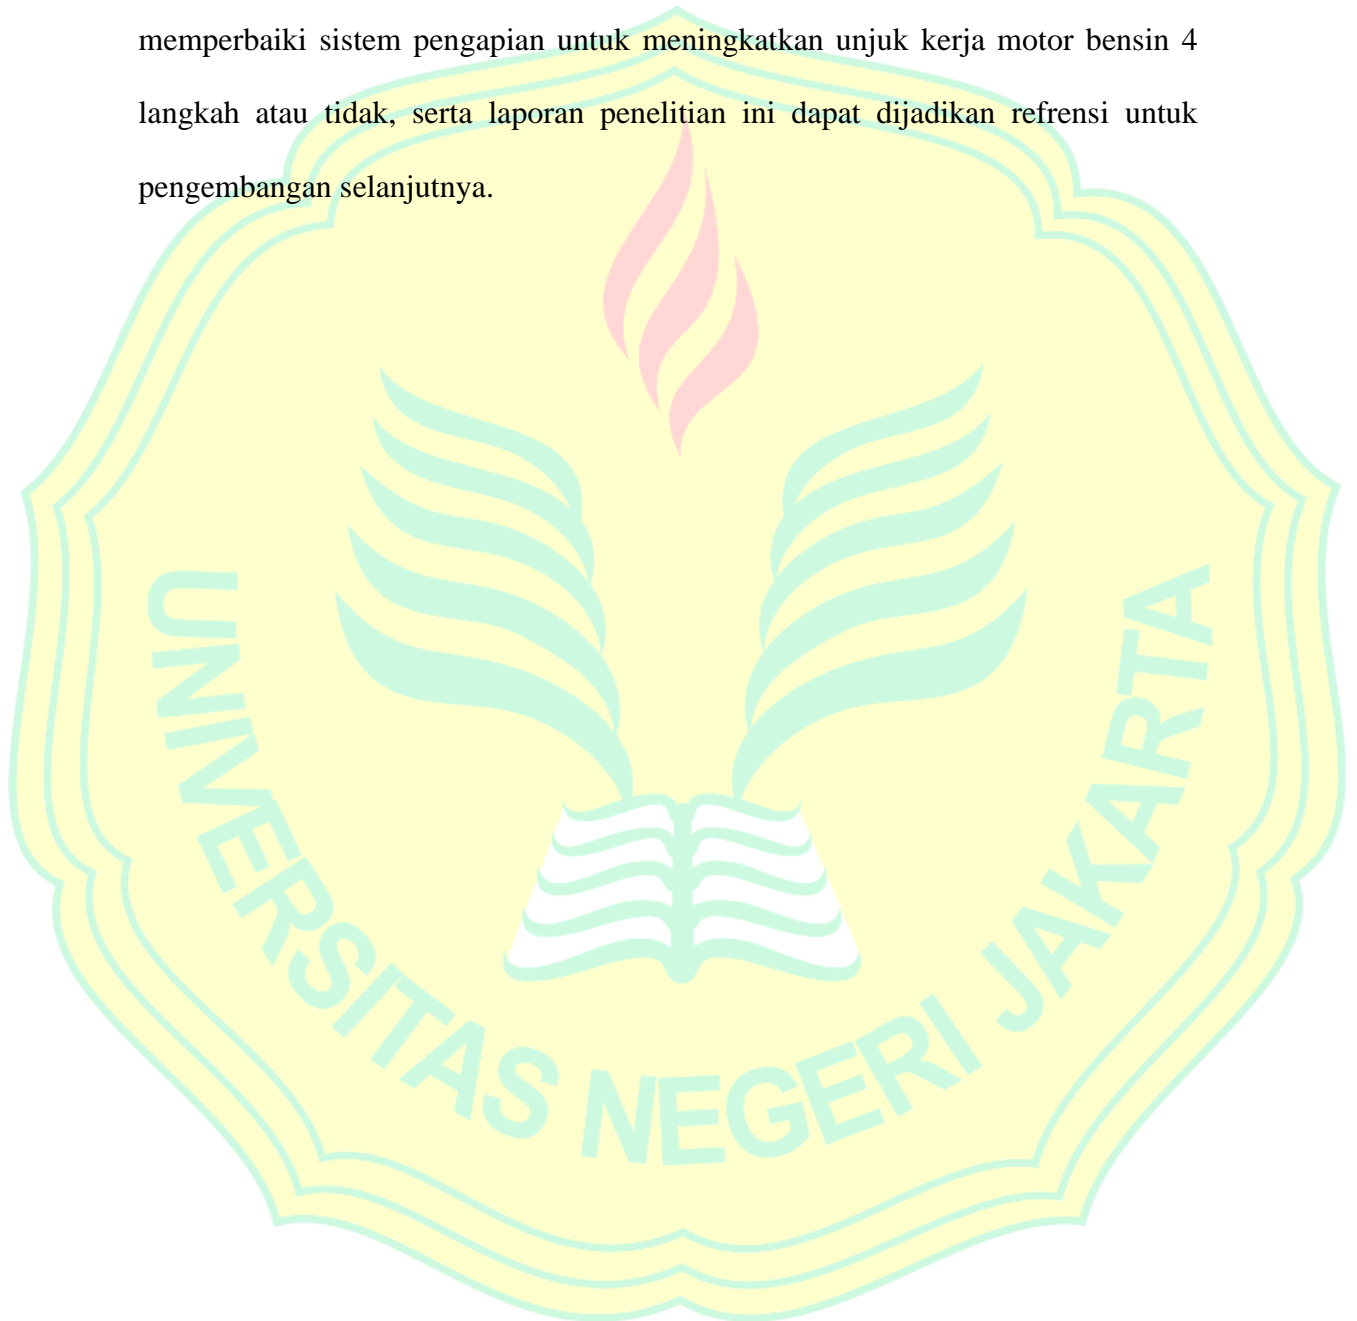 memperbaiki sistem pengapian untuk meningkatkan unjuk kerja motor bensin 4
langkah atau tidak, serta laporan penelitian ini dapat dijadikan refrensi untuk
pengembangan selanjutnya.
UNIVERSITAS NEGERI JAKARTA